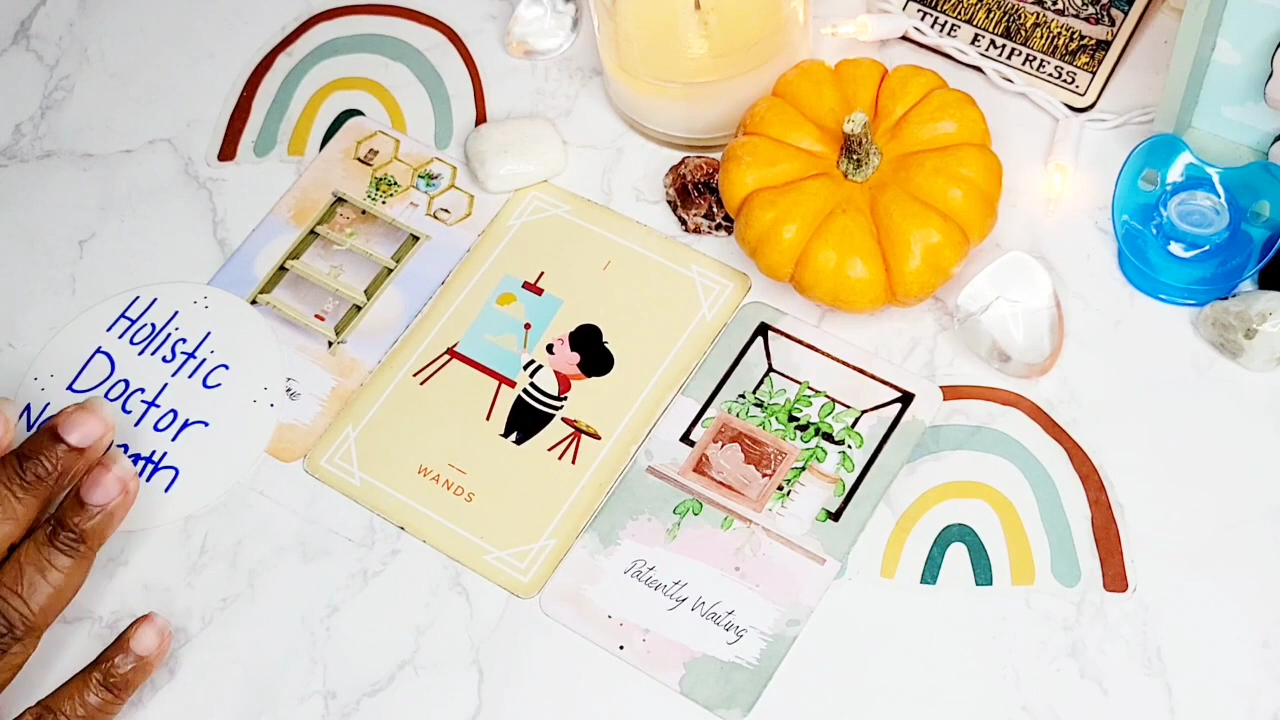 THE EMPRESS.
Holistic
Doctor
I
WANDS
Patiently Waiting